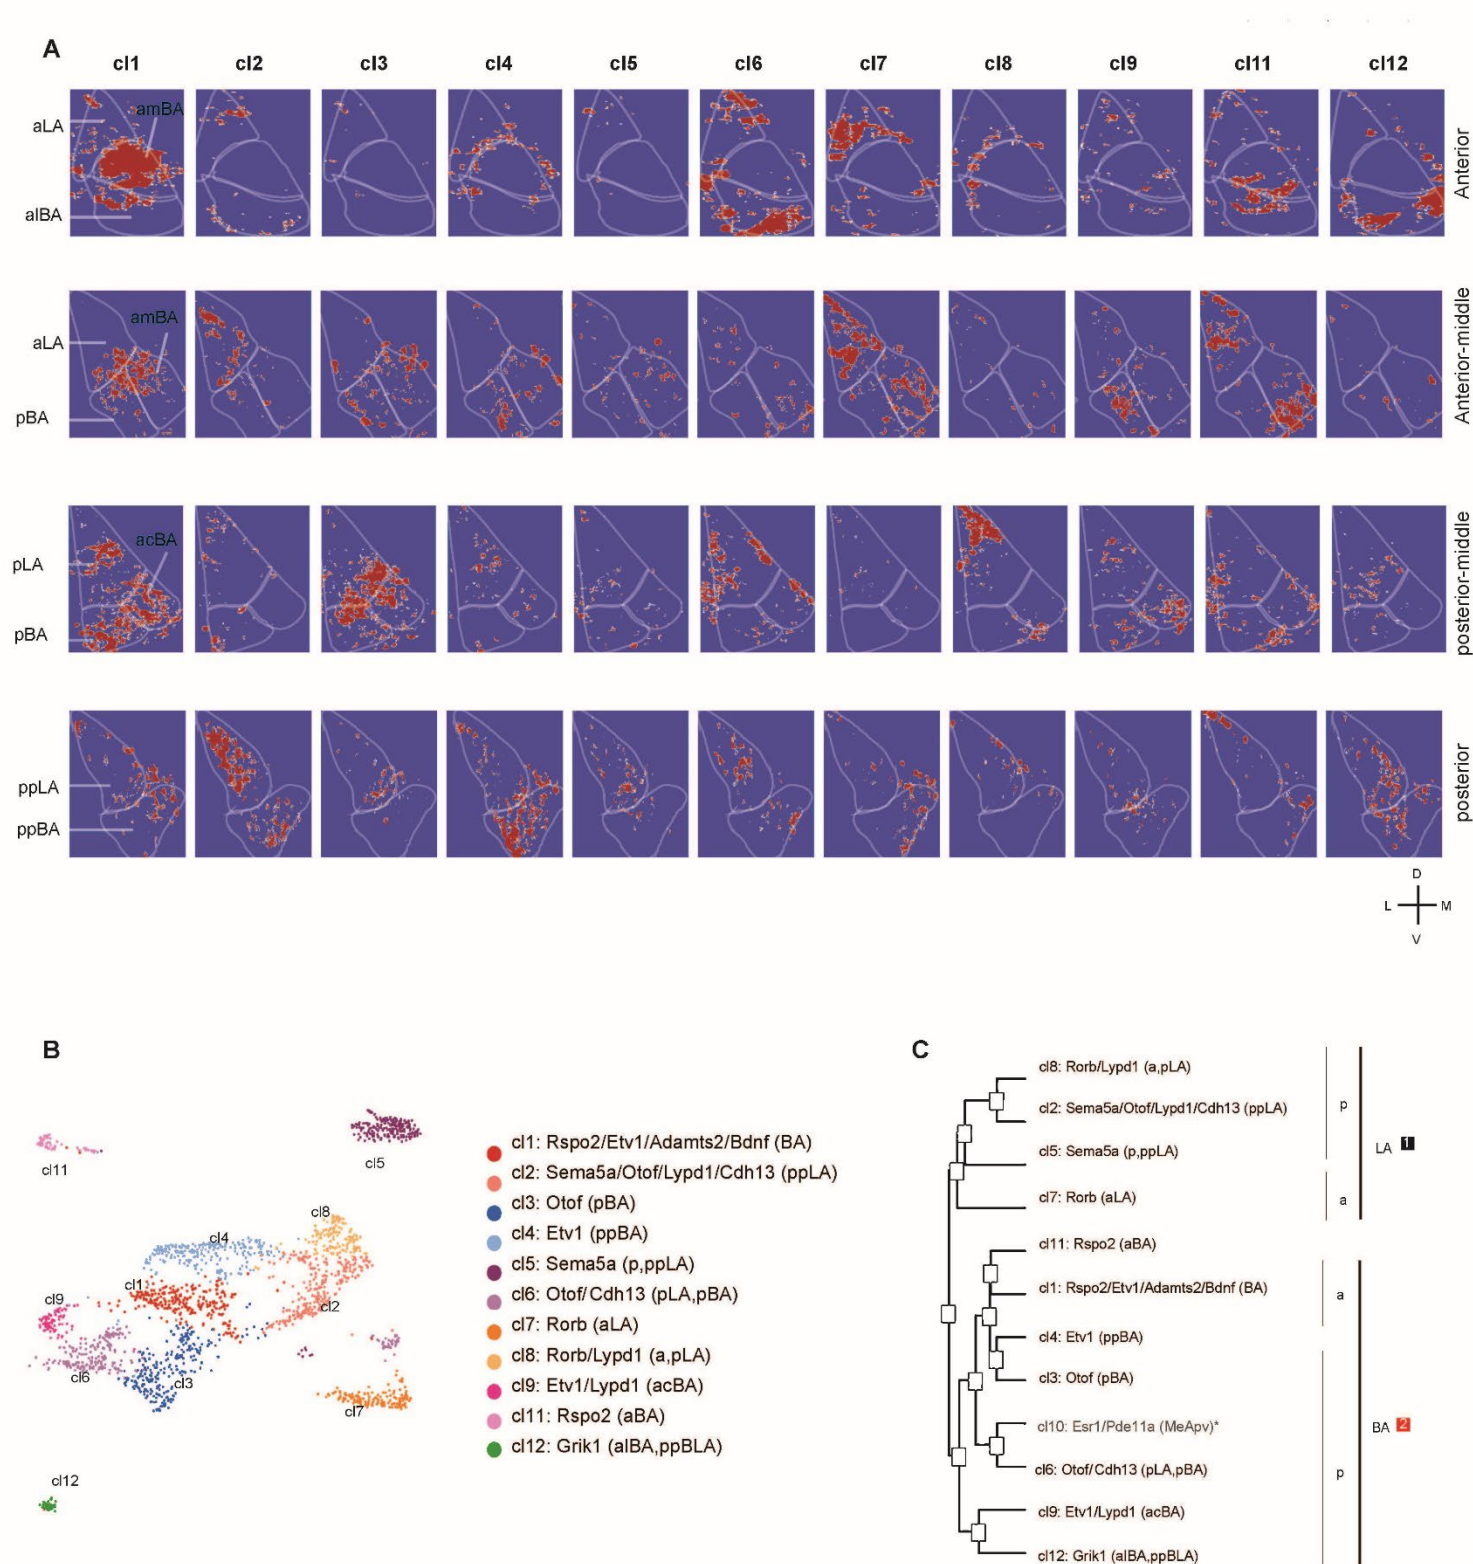 A
cl1 cl2 cl3 cl4 cl5 cl6 cl7 cl8 cl9 cl11 cl12
amBA
aLA
alBA
Anterior
amBA
aLA
pBA
Anterior-middle
acBA
pLA
pBA
posterior-middle
ppLA
ppBA
posterior
D
L M
V
B
cl11
cl5
cl8
cl4
cl1
cl9
cl2
cl6
cl3
cl7
cl12
cl1: Rspo2/Etv1/Adamts2/Bdnf (BA)
cl2: Sema5a/Otof/Lypd1/Cdh13 (ppLA)
cl3: Otof (pBA)
cl4: Etv1 (ppBA)
cl5: Sema5a (p,ppLA)
cl6: Otof/Cdh13 (pLA,pBA)
cl7: Rorb (aLA)
cl8: Rorb/Lypd1 (a,pLA)
cl9: Etv1/Lypd1 (acBA)
cl11: Rspo2 (aBA)
cl12: Grik1 (alBA,ppBLA)
C
cl8: Rorb/Lypd1 (a,pLA)
cl2: Sema5a/Otof/Lypd1/Cdh13 (ppLA)
cl5: Sema5a (p,ppLA)
cl7: Rorb (aLA)
cl11: Rspo2 (aBA)
cl1: Rspo2/Etv1/Adamts2/Bdnf (BA)
cl4: Etv1 (ppBA)
cl3: Otof (pBA)
cl10: Esr1/Pde11a (MeApv)*
cl6: Otof/Cdh13 (pLA,pBA)
cl9: Etv1/Lypd1 (acBA)
cl12: Grik1 (alBA,ppBLA)
p
a
LA 1
a
p
BA 2